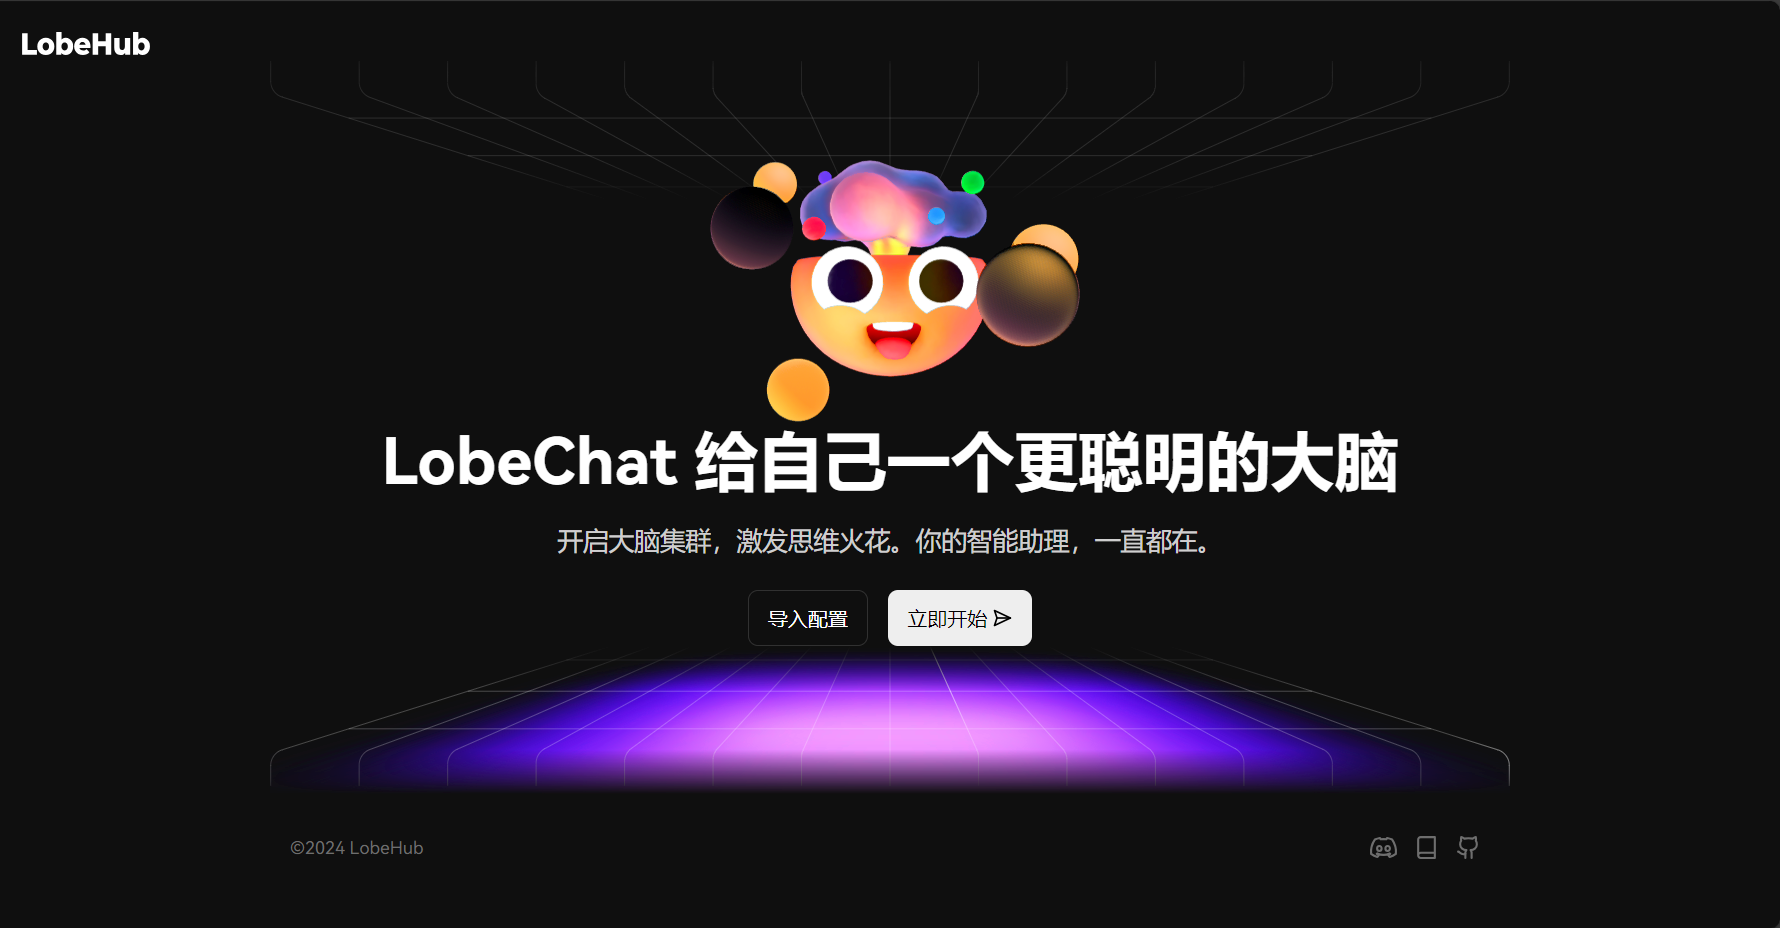 LobeHub
LobeChat 给自己一个更聪明的大脑
开启大脑集群，激发思维火花。你的智能助理，一直都在。
导入配置
立即开始
©2024 LobeHub